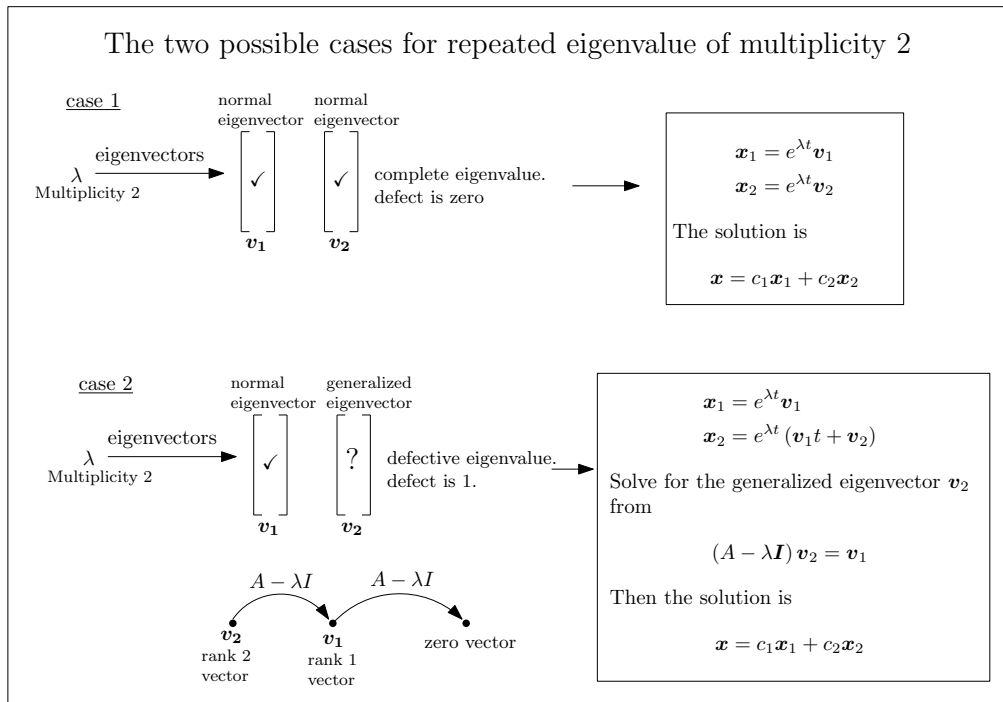 The two possible cases for repeated eigenvalue of multiplicity 2
case 1
normal
eigenvector
normal
eigenvector
λ
Multiplicity 2
eigenvectors
✓
✓
v₁
v₂
complete eigenvalue.
defect is zero
x₁ = e^{λt}v₁
x₂ = e^{λt}v₂
The solution is
x = c₁x₁ + c₂x₂
case 2
normal
eigenvector
generalized
eigenvector
λ
Multiplicity 2
eigenvectors
✓
?
v₁
v₂
defective eigenvalue.
defect is 1.
x₁ = e^{λt}v₁
x₂ = e^{λt} (v₁t + v₂)
Solve for the generalized eigenvector v₂
from
(A − λI) v₂ = v₁
Then the solution is
x = c₁x₁ + c₂x₂
A − λI
A − λI
v₂
rank 2
vector
v₁
rank 1
vector
zero vector